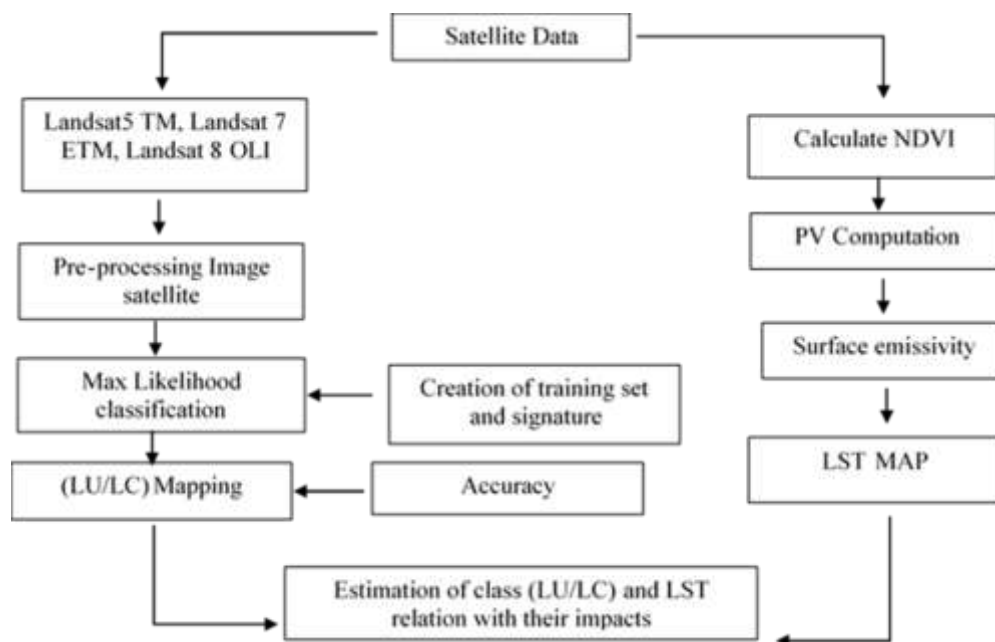 Satellite Data
Landsat5 TM, Landsat 7
ETM, Landsat 8 OLI
Calculate NDVI
PV Computation
Pre-processing Image
satellite
Surface emissivity
Max Likelihood
classification
Creation of training set
and signature
LST MAP
(LU/LC) Mapping
Accuracy
Estimation of class (LU/LC) and LST
relation with their impacts